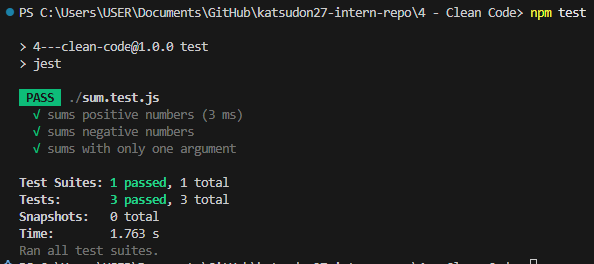 PS C:\Users\USER\Documents\GitHub\katsudon27-intern-repo\4 - Clean Code> npm test
> 4---clean-code@1.0.0 test
> jest
PASS ./sum.test.js
√ sums positive numbers (3 ms)
√ sums negative numbers
√ sums with only one argument
Test Suites: 1 passed, 1 total
Tests: 3 passed, 3 total
Snapshots: 0 total
Time: 1.763 s
Ran all test suites.